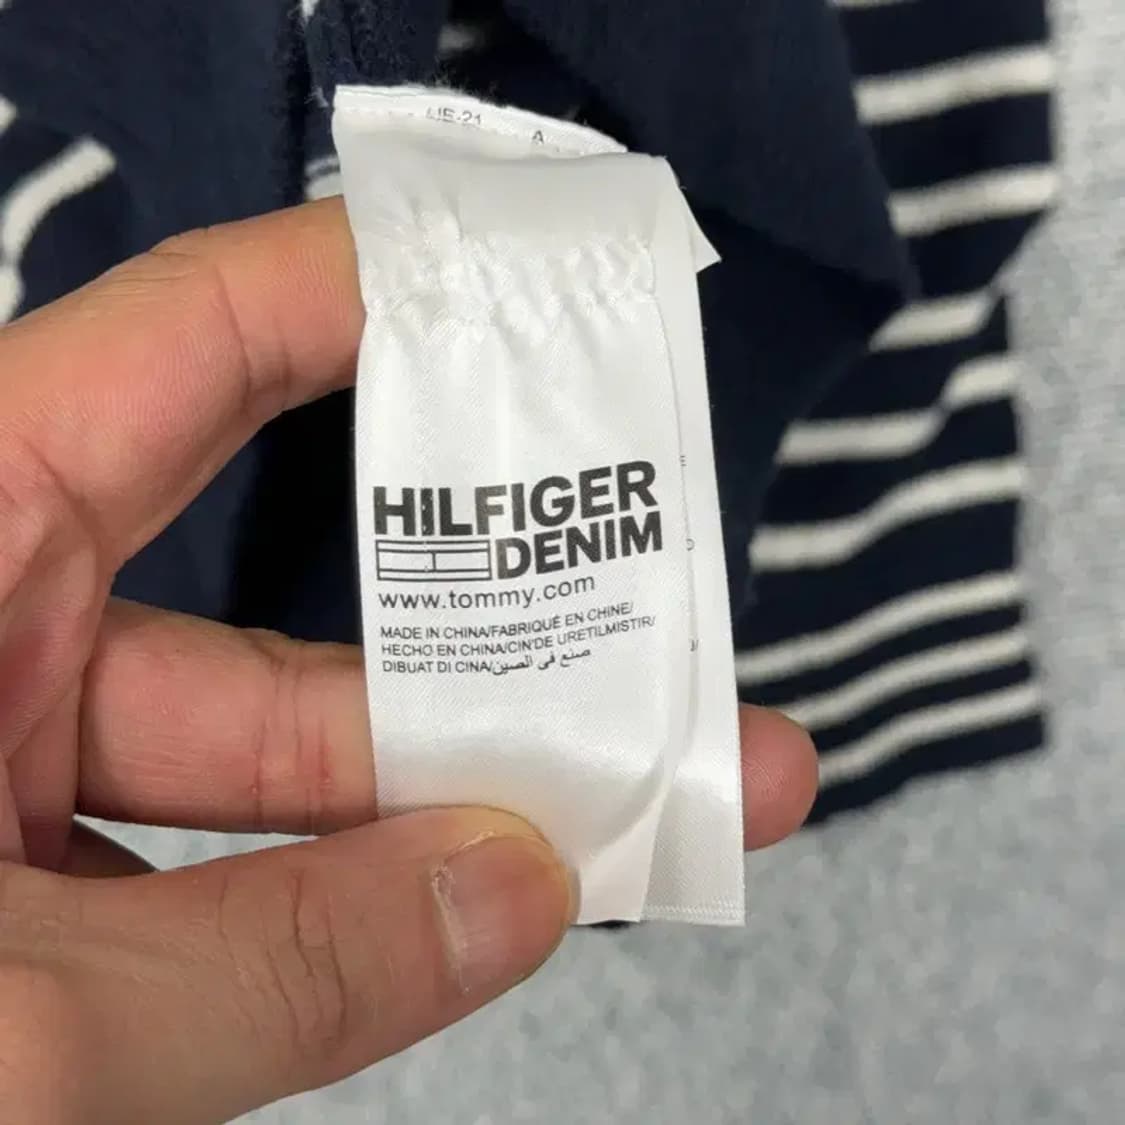 A
HILFIGER
DENIM
www.tommy.com
MADE IN CHINA/FABRIQUÉ EN CHINE/
HECHO EN CHINA/CIN'DE URETILMISTIR/
DIBUAT DI CINA/صنع فى الصين